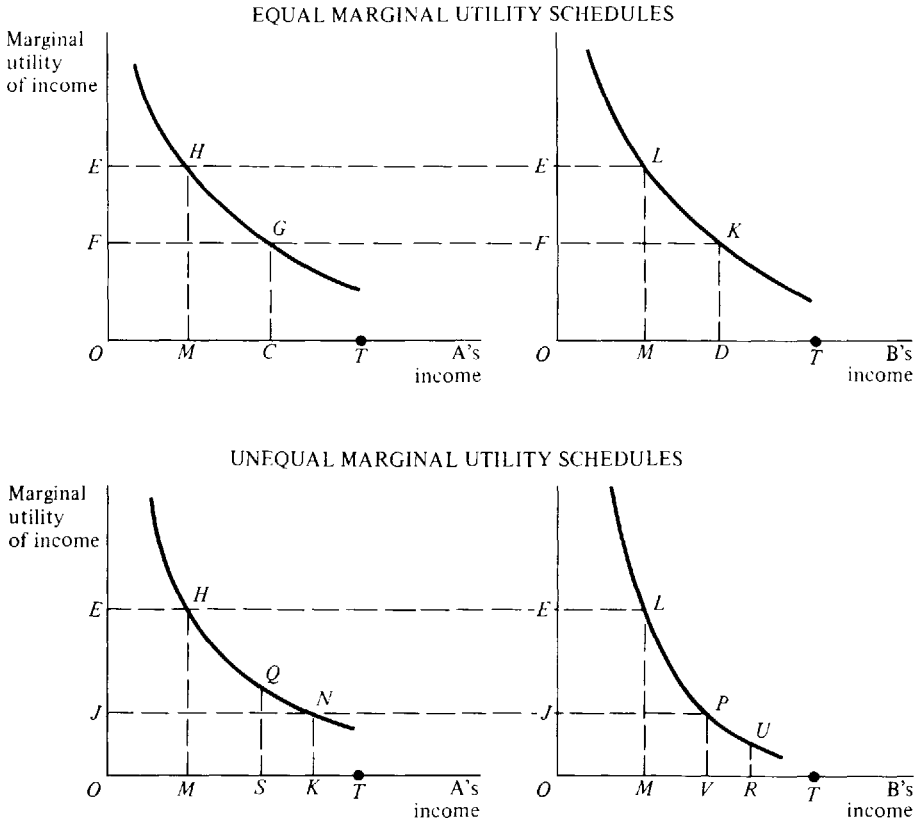 EQUAL MARGINAL UTILITY SCHEDULES
Marginal
utility
of income
E
H
F
G
O
M
C
T
A's
income
E
L
F
K
O
M
D
T
B's
income
UNEQUAL MARGINAL UTILITY SCHEDULES
Marginal
utility
of income
E
H
Q
J
N
O
M
S
K
T
A's
income
E
L
J
P
U
O
M
V
R
T
B's
income